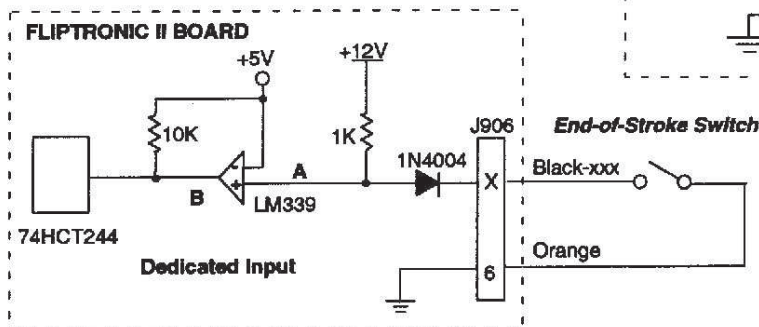 FLIPTRONIC II BOARD
+5V
+12V
10K
1K
J906
End-of-Stroke Switch
1N4004
Black-xxx
X
A
B
-
+
LM339
74HCT244
Dedicated Input
Orange
6